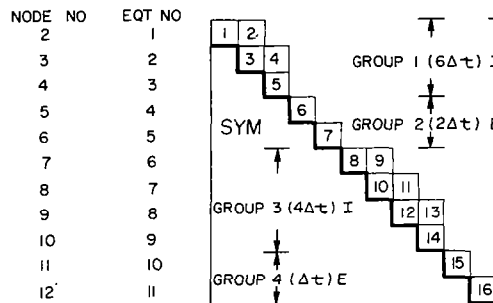 NODE NO EQT NO
2 1 1 2
3 2 3 4 GROUP 1 (6Δt) I
4 3 5
5 4 6 GROUP 2 (2Δt) E
6 5 SYM 7
7 6 8 9
8 7 10 11
9 8 GROUP 3 (4Δt) I 12 13
10 9 14
11 10 GROUP 4 (Δt) E 15
12 11 16